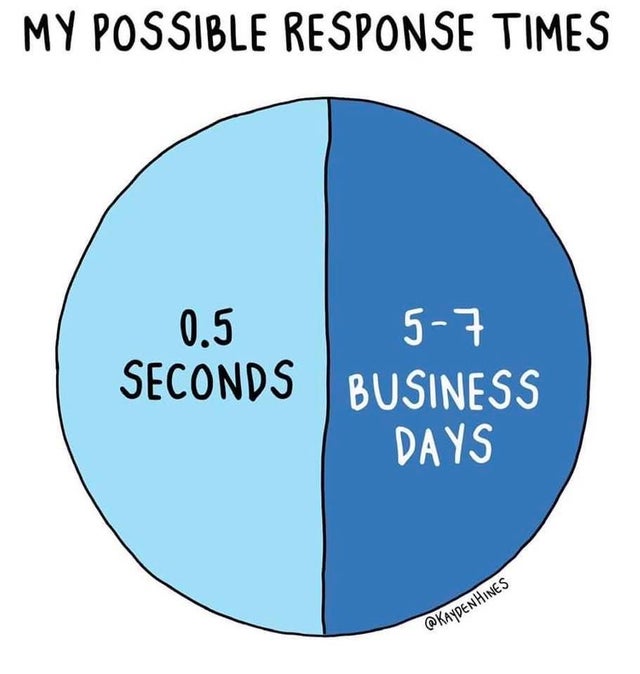 MY POSSIBLE RESPONSE TIMES
0.5
SECONDS
5-7
BUSINESS
DAYS
@KAYDENHINES